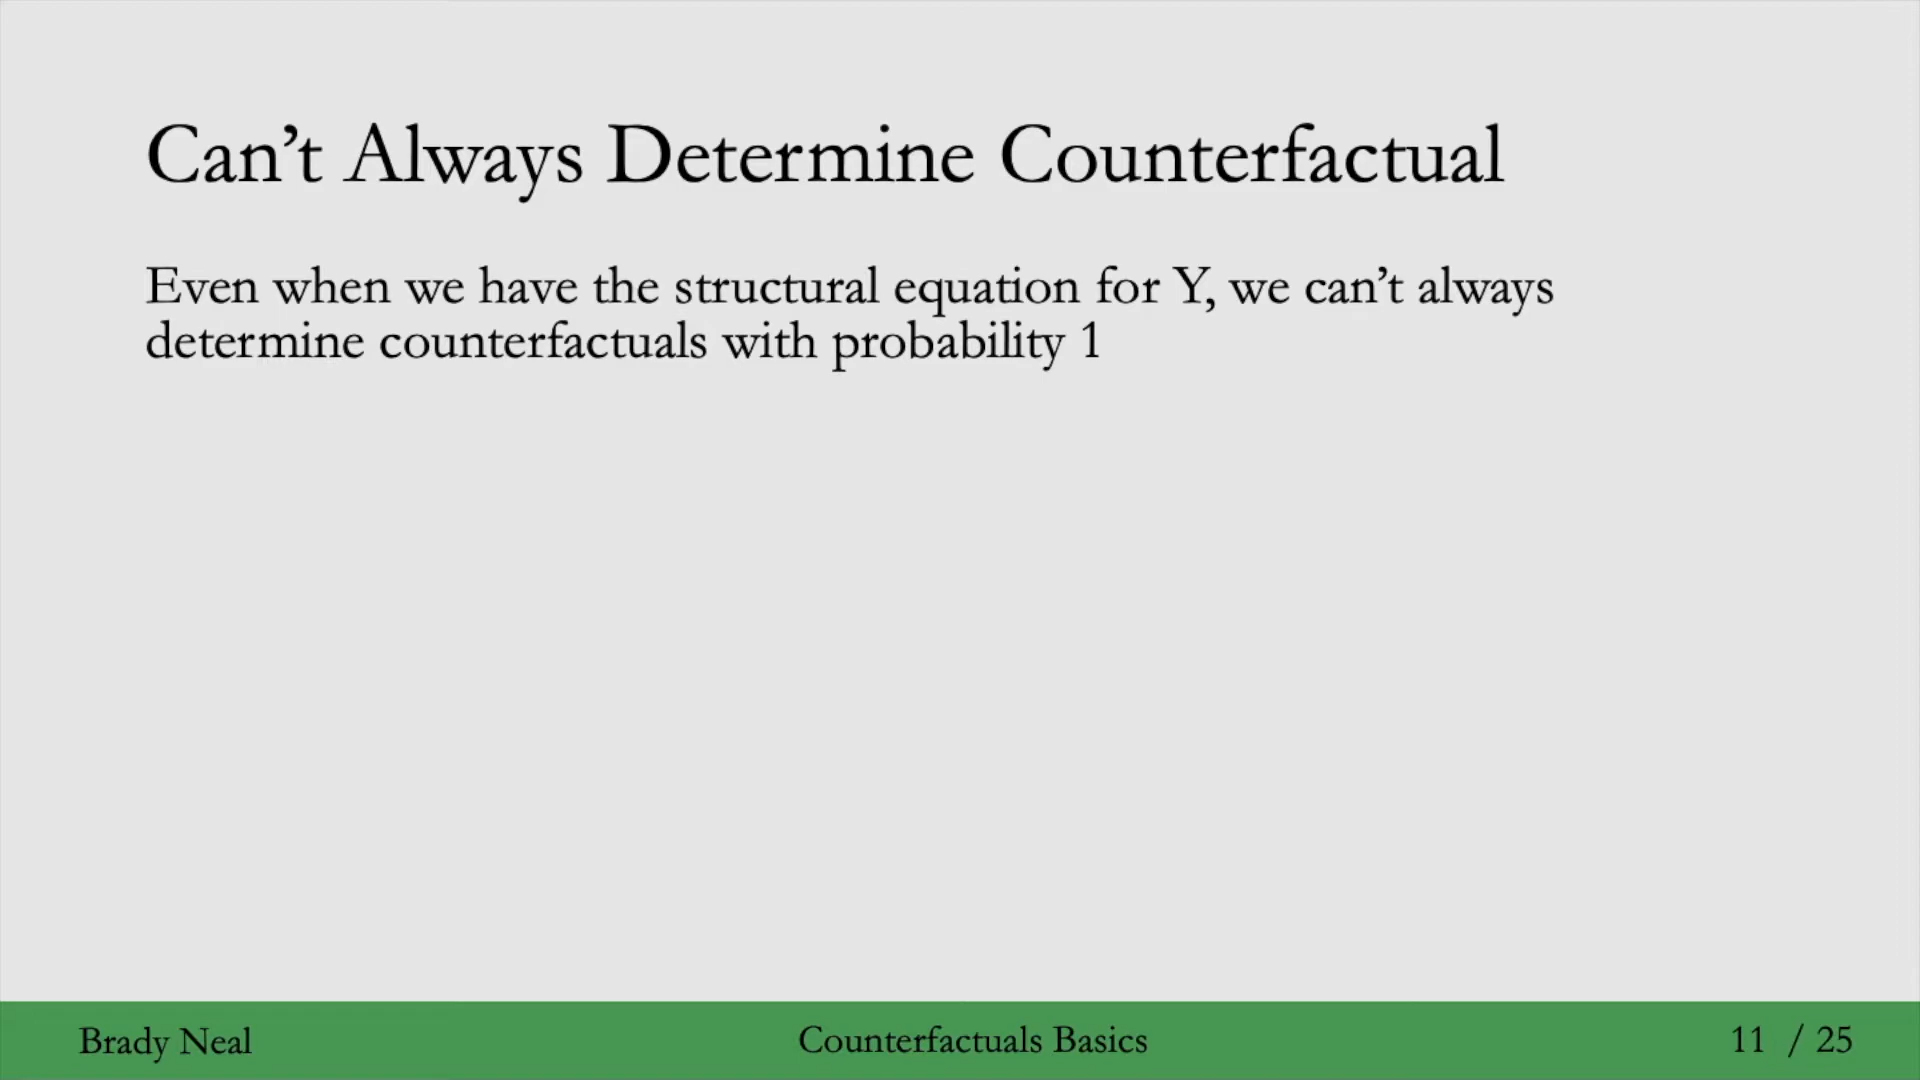 Can’t Always Determine Counterfactual
Even when we have the structural equation for Y, we can’t always
determine counterfactuals with probability 1
Brady Neal
Counterfactuals Basics
11 / 25